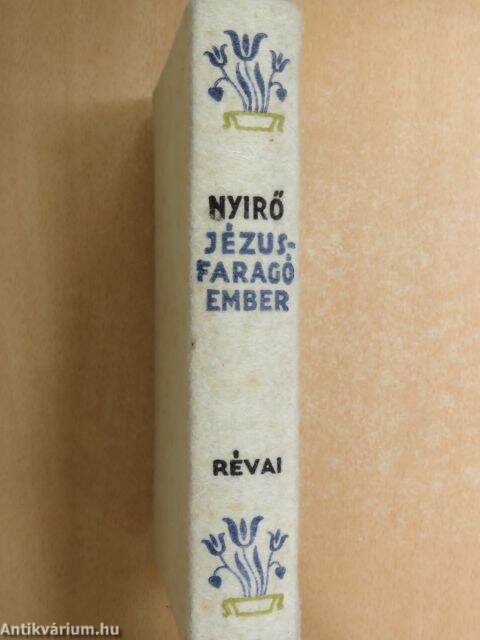 NYIRŐ
JÉZUS-
FARAGÓ
EMBER
RÉVAI
Antikvárium.hu